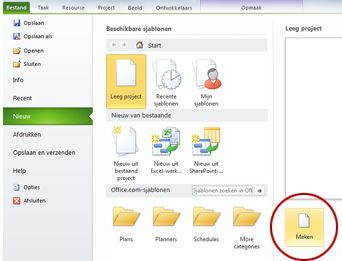 Bestand Taak Resource Project Beeld Ontwikkelaars Opmaak
Opslaan
Opslaan als
Openen
Sluiten
Info
Recent
Nieuw
Afdrukken
Opslaan en verzenden
Help
Opties
Afsluiten
Beschikbare sjablonen
Start
Leeg project
Recente
sjablonen
Mijn
sjablonen
Nieuw van bestaande
Nieuw uit
bestaand
project
Nieuw uit
Excel-werk...
Nieuw uit
SharePoint-...
Office.com-sjablonen
Sjablonen zoeken in Off
Plans
Planners
Schedules
More
categories
Leeg project
Maken